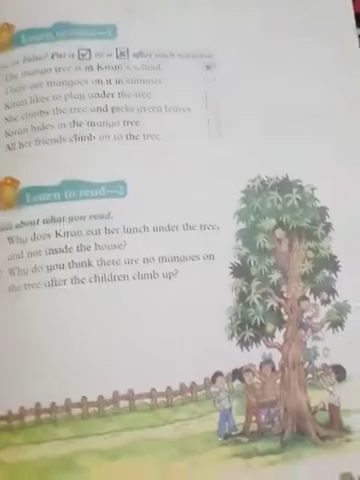 Learn to read—1
or False? Put a ✓ or a ✗ after each sentence.
The mango tree is in Kiran's school.
There are mangoes on it in summer.
Kiran likes to play under the tree.
She climbs the tree and picks green leaves.
Kiran hides in the mango tree.
All her friends climb on to the tree.
Learn to read—2
about what you read.
Why does Kiran eat her lunch under the tree,
and not inside the house?
Why do you think there are no mangoes on
the tree after the children climb up?